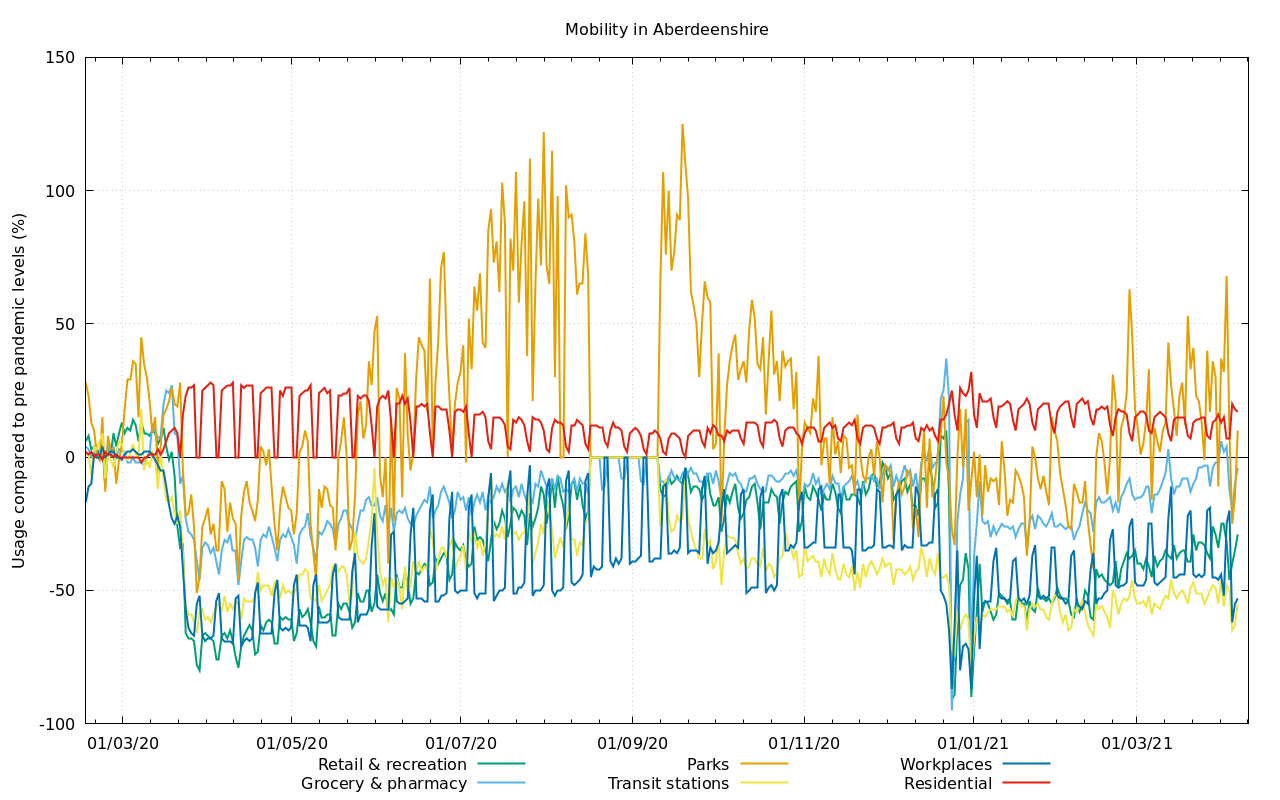 Mobility in Aberdeenshire
Usage compared to pre pandemic levels (%)
150
100
50
0
-50
-100
01/03/20 01/05/20 01/07/20 01/09/20 01/11/20 01/01/21 01/03/21
Retail & recreation Parks Workplaces
Grocery & pharmacy Transit stations Residential